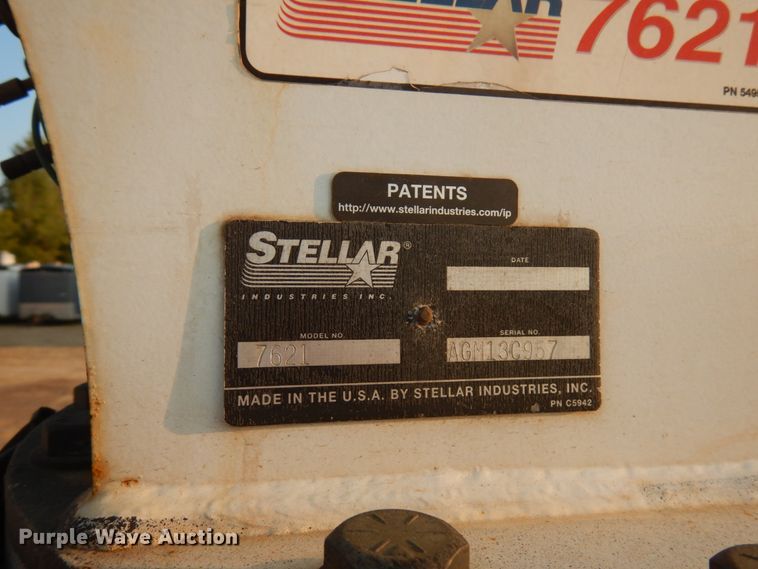 STELLAR 7621
PN 549
PATENTS
http://www.stellarindustries.com/ip
STELLAR®
INDUSTRIES INC.
DATE
MODEL NO.
SERIAL NO.
7621
AGM13C957
MADE IN THE U.S.A. BY STELLAR INDUSTRIES, INC.
PN C5942
Purple Wave Auction